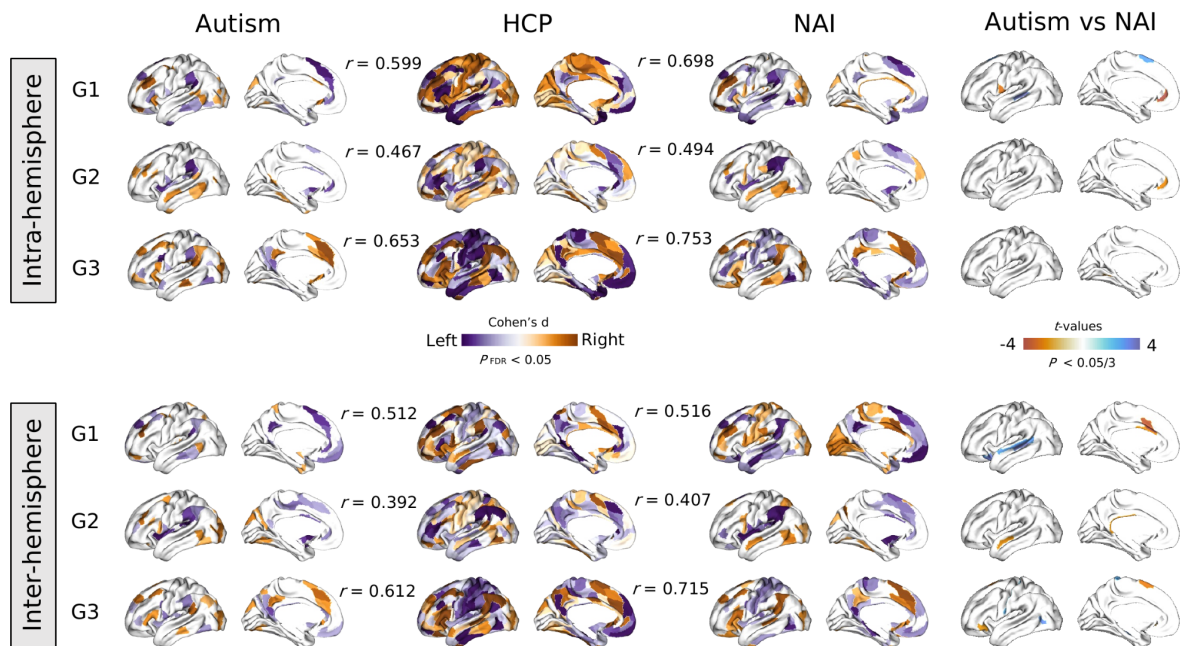 Autism HCP NAI Autism vs NAI
Intra-hemisphere
G1 r = 0.599 r = 0.698
G2 r = 0.467 r = 0.494
G3 r = 0.653 r = 0.753
Cohen's d
Left Right
P FDR < 0.05
t-values
-4 4
P < 0.05/3
Inter-hemisphere
G1 r = 0.512 r = 0.516
G2 r = 0.392 r = 0.407
G3 r = 0.612 r = 0.715